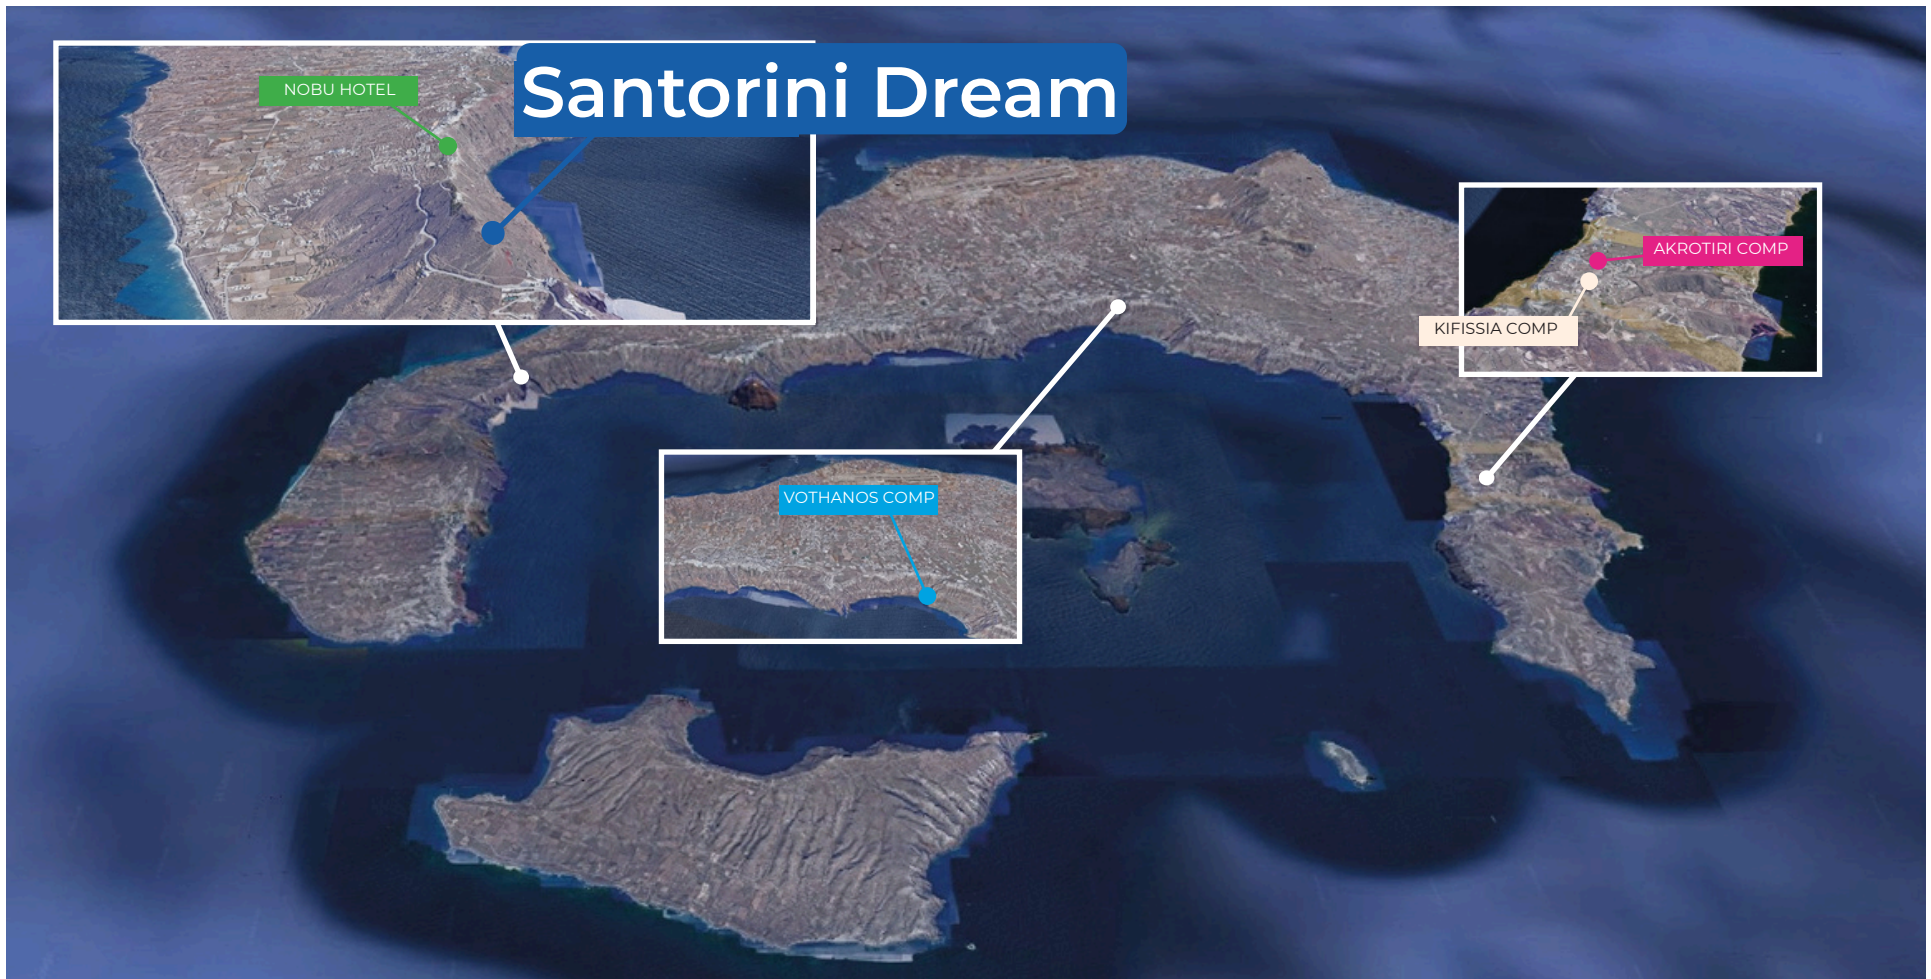 Santorini Dream
NOBU HOTEL
AKROTIRI COMP
KIFISSIA COMP
VOTHANOS COMP